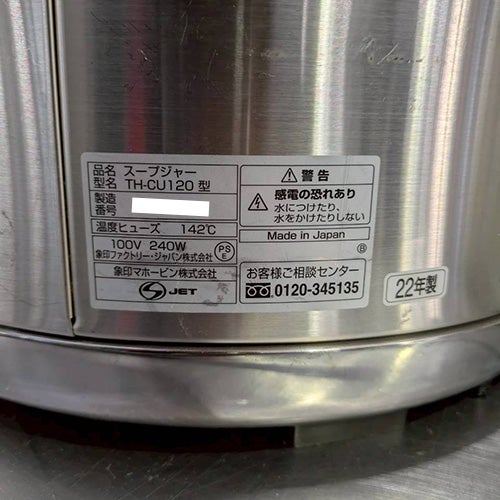 品名 スープジャー
型名 TH-CU120 型
製造
番号
温度ヒューズ 142℃
100V 240W
象印ファクトリー・ジャパン株式会社
PS
E
象印マホービン株式会社
JET
⚠ 警告
感電の恐れあり
水につけたり、
水をかけたりしない
Made in Japan
Ⓑ
お客様ご相談センター
0120-345135
22年製